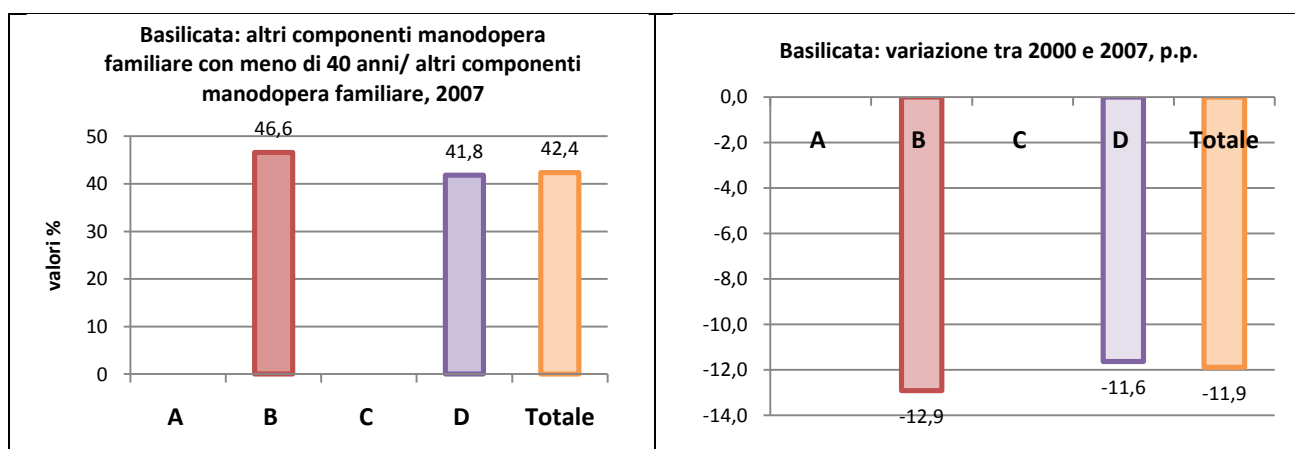 Basilicata: altri componenti manodopera
familiare con meno di 40 anni/ altri componenti
manodopera familiare, 2007
valori %
50
40
30
20
10
0
46,6
41,8
42,4
A B C D Totale
Basilicata: variazione tra 2000 e 2007, p.p.
0,0
-2,0
-4,0
-6,0
-8,0
-10,0
-12,0
-14,0
A B C D Totale
-12,9
-11,6
-11,9